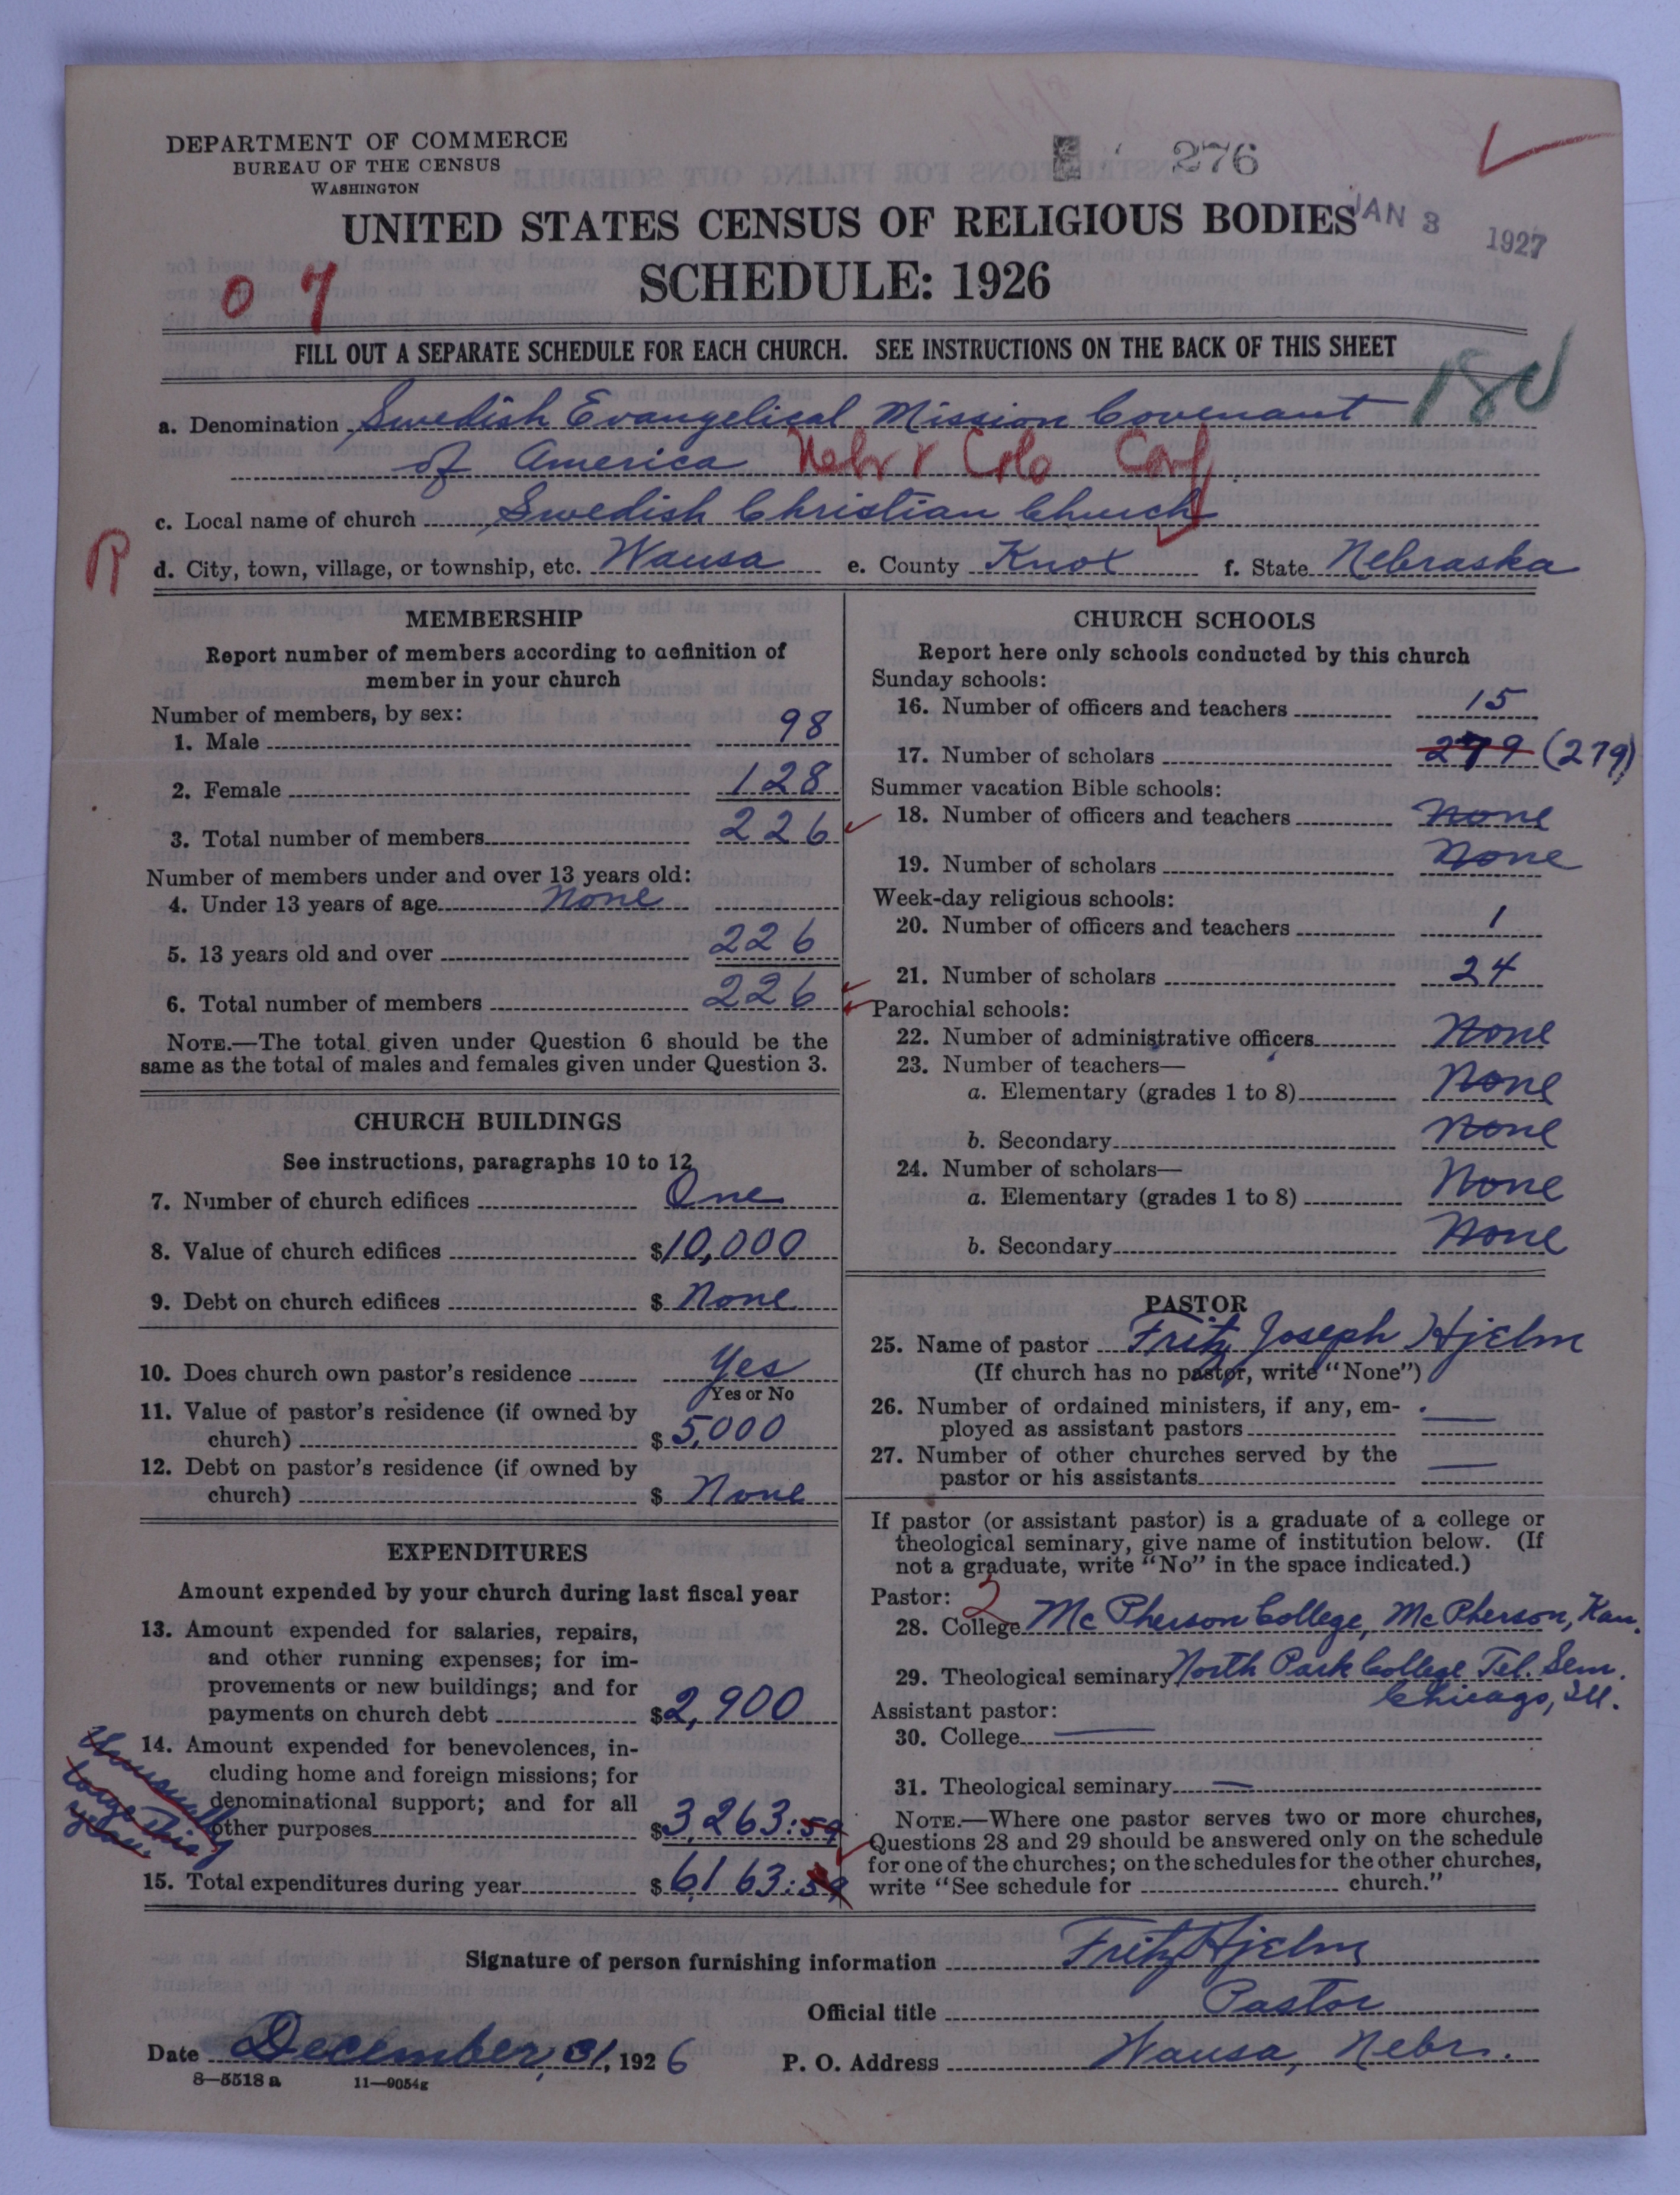 DEPARTMENT OF COMMERCE
BUREAU OF THE CENSUS
WASHINGTON
276
JAN 3 1927
UNITED STATES CENSUS OF RELIGIOUS BODIES
SCHEDULE: 1926
0 7
FILL OUT A SEPARATE SCHEDULE FOR EACH CHURCH. SEE INSTRUCTIONS ON THE BACK OF THIS SHEET
180
a. Denomination Swedish Evangelical Mission Covenant
of America Nebr & Colo Conf
c. Local name of church Swedish Christian Church
R
d. City, town, village, or township, etc. Wausa e. County Knox f. State Nebraska
MEMBERSHIP
Report number of members according to definition of
member in your church
Number of members, by sex:
1. Male 98
2. Female 128
3. Total number of members 226
Number of members under and over 13 years old:
4. Under 13 years of age None
5. 13 years old and over 226
6. Total number of members 226
NOTE.—The total given under Question 6 should be the
same as the total of males and females given under Question 3.
CHURCH BUILDINGS
See instructions, paragraphs 10 to 12
7. Number of church edifices One
8. Value of church edifices $10,000
9. Debt on church edifices $ None
10. Does church own pastor's residence Yes
Yes or No
11. Value of pastor's residence (if owned by
church) $ 5,000
12. Debt on pastor's residence (if owned by
church) $ None
EXPENDITURES
Amount expended by your church during last fiscal year
13. Amount expended for salaries, repairs,
and other running expenses; for im-
provements or new buildings; and for
payments on church debt $2,900
14. Amount expended for benevolences, in-
cluding home and foreign missions; for
denominational support; and for all
other purposes $3,263:59
Unusually
large this
year.
15. Total expenditures during year $ 6,163:59
CHURCH SCHOOLS
Report here only schools conducted by this church
Sunday schools:
16. Number of officers and teachers 15
17. Number of scholars 279 (279)
Summer vacation Bible schools:
18. Number of officers and teachers None
19. Number of scholars None
Week-day religious schools:
20. Number of officers and teachers 1
21. Number of scholars 24
Parochial schools:
22. Number of administrative officers None
23. Number of teachers—
a. Elementary (grades 1 to 8) None
b. Secondary None
24. Number of scholars—
a. Elementary (grades 1 to 8) None
b. Secondary None
PASTOR
25. Name of pastor Fritz Joseph Hjelm
(If church has no pastor, write "None")
26. Number of ordained ministers, if any, em-
ployed as assistant pastors —
27. Number of other churches served by the
pastor or his assistants —
If pastor (or assistant pastor) is a graduate of a college or
theological seminary, give name of institution below. (If
not a graduate, write "No" in the space indicated.)
Pastor: 2
28. College McPherson College, McPherson, Kan.
29. Theological seminary North Park College Tel. Sem.
Chicago, Ill.
Assistant pastor:
30. College —
31. Theological seminary —
NOTE.—Where one pastor serves two or more churches,
Questions 28 and 29 should be answered only on the schedule
for one of the churches; on the schedules for the other churches,
write "See schedule for church."
Signature of person furnishing information Fritz Hjelm
Official title Pastor
Date December, 31, 1926 P. O. Address Wausa, Nebr.
8—5518 a 11—9054g